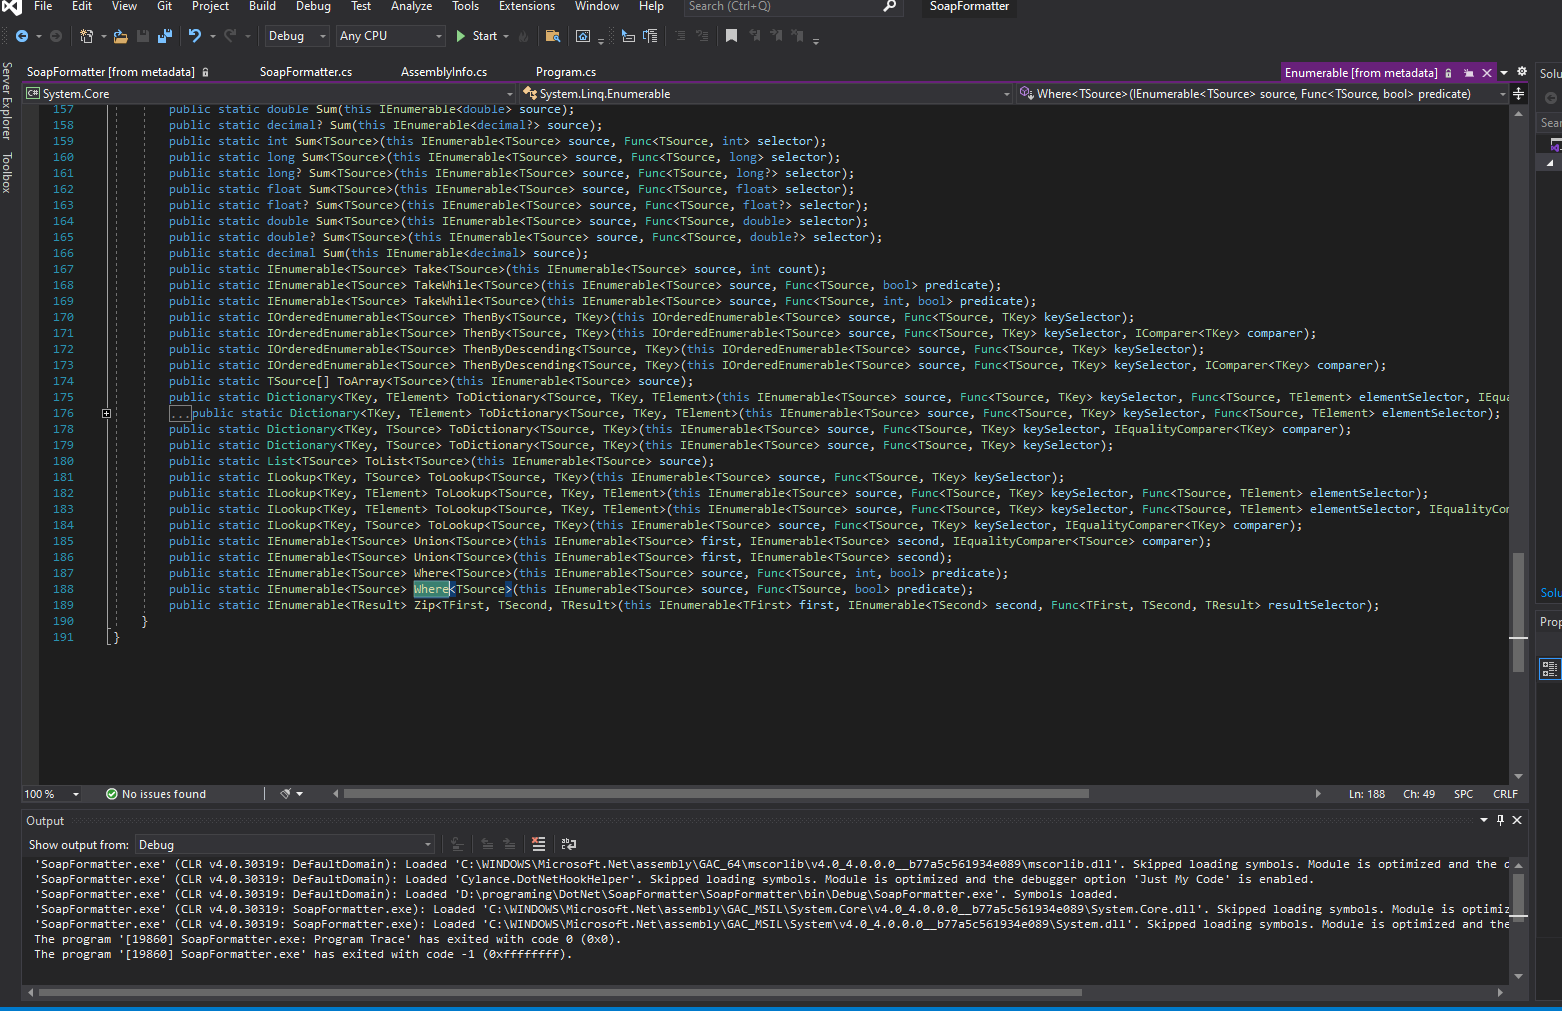 File Edit View Git Project Build Debug Test Analyze Tools Extensions Window Help Search (Ctrl+Q) SoapFormatter
Debug Any CPU Start
Server Explorer
Toolbox
SoapFormatter [from metadata] SoapFormatter.cs AssemblyInfo.cs Program.cs Enumerable [from metadata]
C# System.Core System.Linq.Enumerable Where<TSource>(IEnumerable<TSource> source, Func<TSource, bool> predicate)
157 public static double Sum(this IEnumerable<double> source);
158 public static decimal? Sum(this IEnumerable<decimal?> source);
159 public static int Sum<TSource>(this IEnumerable<TSource> source, Func<TSource, int> selector);
160 public static long Sum<TSource>(this IEnumerable<TSource> source, Func<TSource, long> selector);
161 public static long? Sum<TSource>(this IEnumerable<TSource> source, Func<TSource, long?> selector);
162 public static float Sum<TSource>(this IEnumerable<TSource> source, Func<TSource, float> selector);
163 public static float? Sum<TSource>(this IEnumerable<TSource> source, Func<TSource, float?> selector);
164 public static double Sum<TSource>(this IEnumerable<TSource> source, Func<TSource, double> selector);
165 public static double? Sum<TSource>(this IEnumerable<TSource> source, Func<TSource, double?> selector);
166 public static decimal Sum(this IEnumerable<decimal> source);
167 public static IEnumerable<TSource> Take<TSource>(this IEnumerable<TSource> source, int count);
168 public static IEnumerable<TSource> TakeWhile<TSource>(this IEnumerable<TSource> source, Func<TSource, bool> predicate);
169 public static IEnumerable<TSource> TakeWhile<TSource>(this IEnumerable<TSource> source, Func<TSource, int, bool> predicate);
170 public static IOrderedEnumerable<TSource> ThenBy<TSource, TKey>(this IOrderedEnumerable<TSource> source, Func<TSource, TKey> keySelector);
171 public static IOrderedEnumerable<TSource> ThenBy<TSource, TKey>(this IOrderedEnumerable<TSource> source, Func<TSource, TKey> keySelector, IComparer<TKey> comparer);
172 public static IOrderedEnumerable<TSource> ThenByDescending<TSource, TKey>(this IOrderedEnumerable<TSource> source, Func<TSource, TKey> keySelector);
173 public static IOrderedEnumerable<TSource> ThenByDescending<TSource, TKey>(this IOrderedEnumerable<TSource> source, Func<TSource, TKey> keySelector, IComparer<TKey> comparer);
174 public static TSource[] ToArray<TSource>(this IEnumerable<TSource> source);
175 public static Dictionary<TKey, TElement> ToDictionary<TSource, TKey, TElement>(this IEnumerable<TSource> source, Func<TSource, TKey> keySelector, Func<TSource, TElement> elementSelector, IEqua
176 ...public static Dictionary<TKey, TElement> ToDictionary<TSource, TKey, TElement>(this IEnumerable<TSource> source, Func<TSource, TKey> keySelector, Func<TSource, TElement> elementSelector);
178 public static Dictionary<TKey, TSource> ToDictionary<TSource, TKey>(this IEnumerable<TSource> source, Func<TSource, TKey> keySelector, IEqualityComparer<TKey> comparer);
179 public static Dictionary<TKey, TSource> ToDictionary<TSource, TKey>(this IEnumerable<TSource> source, Func<TSource, TKey> keySelector);
180 public static List<TSource> ToList<TSource>(this IEnumerable<TSource> source);
181 public static ILookup<TKey, TSource> ToLookup<TSource, TKey>(this IEnumerable<TSource> source, Func<TSource, TKey> keySelector);
182 public static ILookup<TKey, TElement> ToLookup<TSource, TKey, TElement>(this IEnumerable<TSource> source, Func<TSource, TKey> keySelector, Func<TSource, TElement> elementSelector);
183 public static ILookup<TKey, TElement> ToLookup<TSource, TKey, TElement>(this IEnumerable<TSource> source, Func<TSource, TKey> keySelector, Func<TSource, TElement> elementSelector, IEqualityCom
184 public static ILookup<TKey, TSource> ToLookup<TSource, TKey>(this IEnumerable<TSource> source, Func<TSource, TKey> keySelector, IEqualityComparer<TKey> comparer);
185 public static IEnumerable<TSource> Union<TSource>(this IEnumerable<TSource> first, IEnumerable<TSource> second, IEqualityComparer<TSource> comparer);
186 public static IEnumerable<TSource> Union<TSource>(this IEnumerable<TSource> first, IEnumerable<TSource> second);
187 public static IEnumerable<TSource> Where<TSource>(this IEnumerable<TSource> source, Func<TSource, int, bool> predicate);
188 public static IEnumerable<TSource> Where<TSource>(this IEnumerable<TSource> source, Func<TSource, bool> predicate);
189 public static IEnumerable<TResult> Zip<TFirst, TSecond, TResult>(this IEnumerable<TFirst> first, IEnumerable<TSecond> second, Func<TFirst, TSecond, TResult> resultSelector);
190 }
191 }
Solu
Sear
Solu
Prop
100 % No issues found Ln: 188 Ch: 49 SPC CRLF
Output
Show output from: Debug
'SoapFormatter.exe' (CLR v4.0.30319: DefaultDomain): Loaded 'C:\WINDOWS\Microsoft.Net\assembly\GAC_64\mscorlib\v4.0_4.0.0.0__b77a5c561934e089\mscorlib.dll'. Skipped loading symbols. Module is optimized and the d
'SoapFormatter.exe' (CLR v4.0.30319: DefaultDomain): Loaded 'Cylance.DotNetHookHelper'. Skipped loading symbols. Module is optimized and the debugger option 'Just My Code' is enabled.
'SoapFormatter.exe' (CLR v4.0.30319: DefaultDomain): Loaded 'D:\programing\DotNet\SoapFormatter\SoapFormatter\bin\Debug\SoapFormatter.exe'. Symbols loaded.
'SoapFormatter.exe' (CLR v4.0.30319: SoapFormatter.exe): Loaded 'C:\WINDOWS\Microsoft.Net\assembly\GAC_MSIL\System.Core\v4.0_4.0.0.0__b77a5c561934e089\System.Core.dll'. Skipped loading symbols. Module is optimiz
'SoapFormatter.exe' (CLR v4.0.30319: SoapFormatter.exe): Loaded 'C:\WINDOWS\Microsoft.Net\assembly\GAC_MSIL\System\v4.0_4.0.0.0__b77a5c561934e089\System.dll'. Skipped loading symbols. Module is optimized and the
The program '[19860] SoapFormatter.exe: Program Trace' has exited with code 0 (0x0).
The program '[19860] SoapFormatter.exe' has exited with code -1 (0xffffffff).